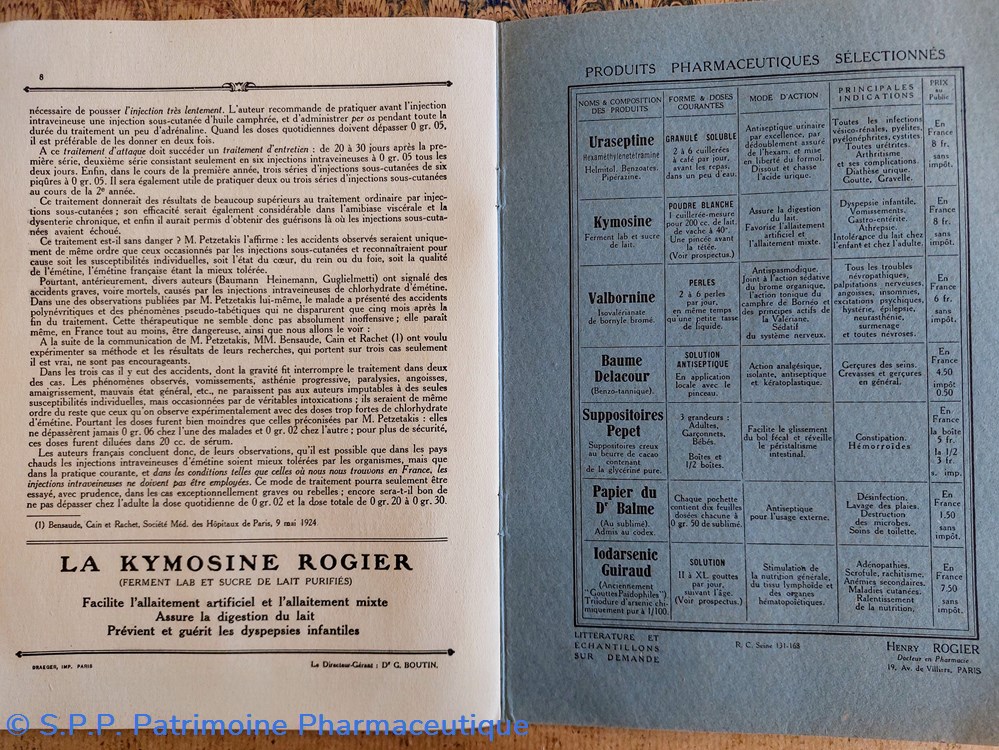 8
nécessaire de pousser l'injection très lentement. L'auteur recommande de pratiquer avant l'injection
intraveineuse une injection sous-cutanée d'huile camphrée, et d'administrer per os pendant toute la
durée du traitement un peu d'adrénaline. Quand les doses quotidiennes doivent dépasser 0 gr. 05,
il est préférable de les donner en deux fois.
A ce traitement d'attaque doit succéder un traitement d'entretien : de 20 à 30 jours après la pre-
mière série, deuxième série consistant seulement en six injections intraveineuses à 0 gr. 05 tous les
deux jours. Enfin, dans le cours de la première année, trois séries d'injections sous-cutanées de six
piqûres à 0 gr. 05. Il sera également utile de pratiquer deux ou trois séries d'injections sous-cutanées
au cours de la 2e année.
Ce traitement donnerait des résultats de beaucoup supérieurs au traitement ordinaire par injec-
tions sous-cutanées ; son efficacité serait également considérable dans l'amibiase viscérale et la
dysenterie chronique, et enfin il aurait permis d'obtenir des guérisons là où les injections sous-cuta-
nées avaient échoué.
Ce traitement est-il sans danger ? M. Petzetakis l'affirme : les accidents observés seraient unique-
ment de même ordre que ceux occasionnés par les injections sous-cutanées et reconnaîtraient pour
cause soit les susceptibilités individuelles, soit l'état du cœur, du rein ou du foie, soit la qualité
de l'émétine, l'émétine française étant la mieux tolérée.
Pourtant, antérieurement, divers auteurs (Baumann Heinemann, Guglielmetti) ont signalé des
accidents graves, voire mortels, causés par les injections intraveineuses de chlorhydrate d'émétine.
Dans une des observations publiées par M. Petzetakis lui-même, le malade a présenté des accidents
polynévritiques et des phénomènes pseudo-tabétiques qui ne disparurent que cinq mois après la
fin du traitement. Cette thérapeutique ne semble donc pas absolument inoffensive ; elle paraît
même, en France tout au moins, être dangereuse, ainsi que nous allons le voir :
A la suite de la communication de M. Petzetakis, MM. Bensaude, Cain et Rachet (1) ont voulu
expérimenter sa méthode et les résultats de leurs recherches, qui portent sur trois cas seulement
il est vrai, ne sont pas encourageants.
Dans les trois cas il y eut des accidents, dont la gravité fit interrompre le traitement dans deux
des cas. Les phénomènes observés, vomissements, asthénie progressive, paralysies, angoisses,
amaigrissement, mauvais état général, etc., ne paraissent pas aux auteurs imputables à des seules
susceptibilités individuelles, mais occasionnées par de véritables intoxications ; ils seraient de même
ordre du reste que ceux qu'on observe expérimentalement avec des doses trop fortes de chlorhydrate
d'émétine. Pourtant les doses furent bien moindres que celles préconisées par M. Petzetakis : elles
ne dépassèrent jamais 0 gr. 06 chez l'une des malades et 0 gr. 02 chez l'autre ; pour plus de sécurité,
ces doses furent diluées dans 20 cc. de sérum.
Les auteurs français concluent donc, de leurs observations, qu'il est possible que dans les pays
chauds les injections intraveineuses d'émétine soient mieux tolérées par les organismes, mais que
dans la pratique courante, et dans les conditions telles que celles où nous nous trouvons en France, les
injections intraveineuses ne doivent pas être employées. Ce mode de traitement pourra seulement être
essayé, avec prudence, dans les cas exceptionnellement graves ou rebelles ; encore sera-t-il bon de
ne pas dépasser chez l'adulte la dose quotidienne de 0 gr. 02 et la dose totale de 0 gr. 20 à 0 gr. 30.
(1) Bensaude, Cain et Rachet, Société Méd. des Hôpitaux de Paris, 9 mai 1924.
LA KYMOSINE ROGIER
(FERMENT LAB ET SUCRE DE LAIT PURIFIÉS)
Facilite l'allaitement artificiel et l'allaitement mixte
Assure la digestion du lait
Prévient et guérit les dyspepsies infantiles
DRAEGER, IMP. PARIS
Le Directeur-Gérant : Dr G. BOUTIN.
PRODUITS PHARMACEUTIQUES SÉLECTIONNÉS
NOMS & COMPOSITION
DES PRODUITS
FORME & DOSES
COURANTES
MODE D'ACTION
PRINCIPALES
INDICATIONS
PRIX
au
Public
Uraseptine
Hexaméthylènetétramine
Helmitol. Benzoates.
Pipérazine.
GRANULÉ SOLUBLE
2 à 6 cuillerées
à café par jour,
avant les repas,
dans un peu d'eau.
Antiseptique urinaire
par excellence, par
dédoublement assuré
de l'hexam. et mise
en liberté du formol.
Dissout et chasse
l'acide urique.
Toutes les infections
vésico-rénales, pyélites,
pyélonéphrites, cystites.
Toutes urétrites.
Arthritisme
et ses complications.
Diathèse urique.
Goutte, Gravelle.
En
France
8 fr.
sans
impôt.
Kymosine
Ferment lab et sucre
de lait.
POUDRE BLANCHE
1 cuillerée-mesure
pour 200 cc. de lait
de vache à 40°.
Une pincée avant
la tétée.
(Voir prospectus.)
Assure la digestion
du lait.
Favorise l'allaitement
artificiel et
l'allaitement mixte.
Dyspepsie infantile,
Vomissements,
Gastro-entérite.
Athrepsie.
Intolérance du lait chez
l'enfant et chez l'adulte.
En
France
8 fr.
sans
impôt.
Valbornine
Isovalérianate
de bornyle bromé.
PERLES
2 à 6 perles
par jour,
en même temps
qu'une petite tasse
de liquide.
Antispasmodique.
Joint à l'action sédative
du brome organique,
l'action tonique du
camphre de Bornéo et
des principes actifs de
la Valériane.
Sédatif
du système nerveux.
Tous les troubles
névropathiques,
palpitations nerveuses,
angoisses, insomnies,
excitations psychiques,
hystérie, épilepsie,
neurasthénie,
surmenage
et toutes névroses.
En
France
6 fr.
sans
impôt.
Baume
Delacour
(Benzo-tannique).
SOLUTION
ANTISEPTIQUE
En application
locale avec le
pinceau.
Action analgésique,
isolante, antiseptique
et kératoplastique.
Gerçures des seins.
Crevasses et gerçures
en général.
En
France
4.50
impôt
0.50
Suppositoires
Pepet
Suppositoires creux
au beurre de cacao
contenant
de la glycérine pure.
3 grandeurs :
Adultes,
Garçonnets,
Bébés.
Boîtes et
1/2 boîtes.
Facilite le glissement
du bol fécal et réveille
le péristaltisme
intestinal.
Constipation.
Hémorroïdes
En
France
la boîte
5 fr.
la 1/2
3 fr.
s. imp.
Papier du
Dr Balme
(Au sublimé).
Admis au codex.
Chaque pochette
contient dix feuilles
dosées chacune à
0 gr. 50 de sublimé.
Antiseptique
pour l'usage externe.
Désinfection.
Lavage des plaies.
Destruction
des microbes.
Soins de toilette.
En
France
1.50
sans
impôt.
Iodarsenic
Guiraud
(Anciennement
"Gouttes Paidophiles")
Triiodure d'arsenic chi-
miquement pur à 1/100.
SOLUTION
II à XL gouttes
par jour,
suivant l'âge.
(Voir prospectus.)
Stimulation de
la nutrition générale,
du tissu lymphoïde et
des organes
hématopoïétiques.
Adénopathies,
Scrofule, rachitisme,
Anémies secondaires.
Maladies cutanées.
Ralentissement
de la nutrition.
En
France
7.50
sans
impôt.
LITTÉRATURE ET
ÉCHANTILLONS
SUR DEMANDE
R. C. Seine 131-168
HENRY ROGIER
Docteur en Pharmacie
19, Av. de Villiers, PARIS
© S.P.P. Patrimoine Pharmaceutique